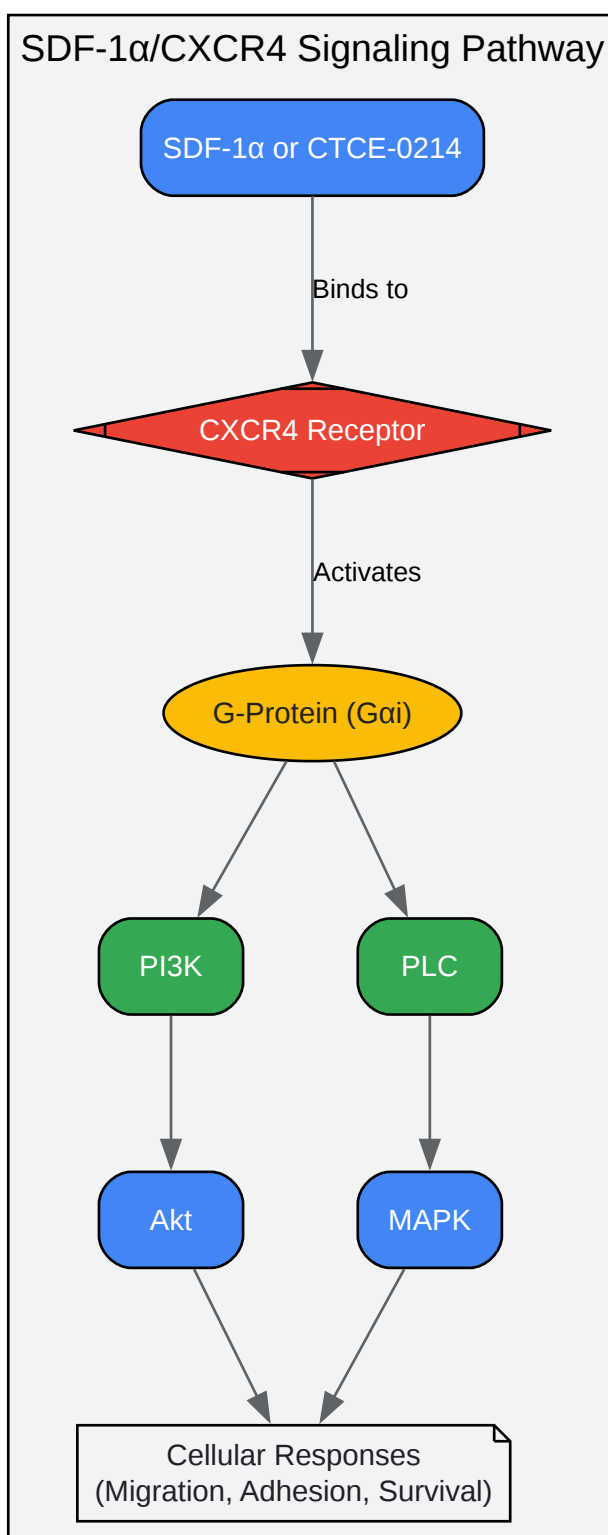 SDF-1α/CXCR4 Signaling Pathway
SDF-1α or CTCE-0214
Binds to
CXCR4 Receptor
Activates
G-Protein (Gαi)
PI3K
PLC
Akt
MAPK
Cellular Responses
(Migration, Adhesion, Survival)